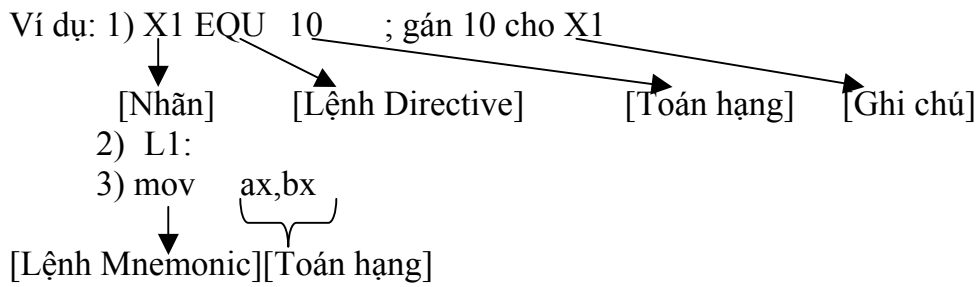 Ví dụ: 1) X1 EQU 10 ; gán 10 cho X1
[Nhãn] [Lệnh Directive] [Toán hạng] [Ghi chú]
2) L1:
3) mov ax,bx
[Lệnh Mnemonic][Toán hạng]